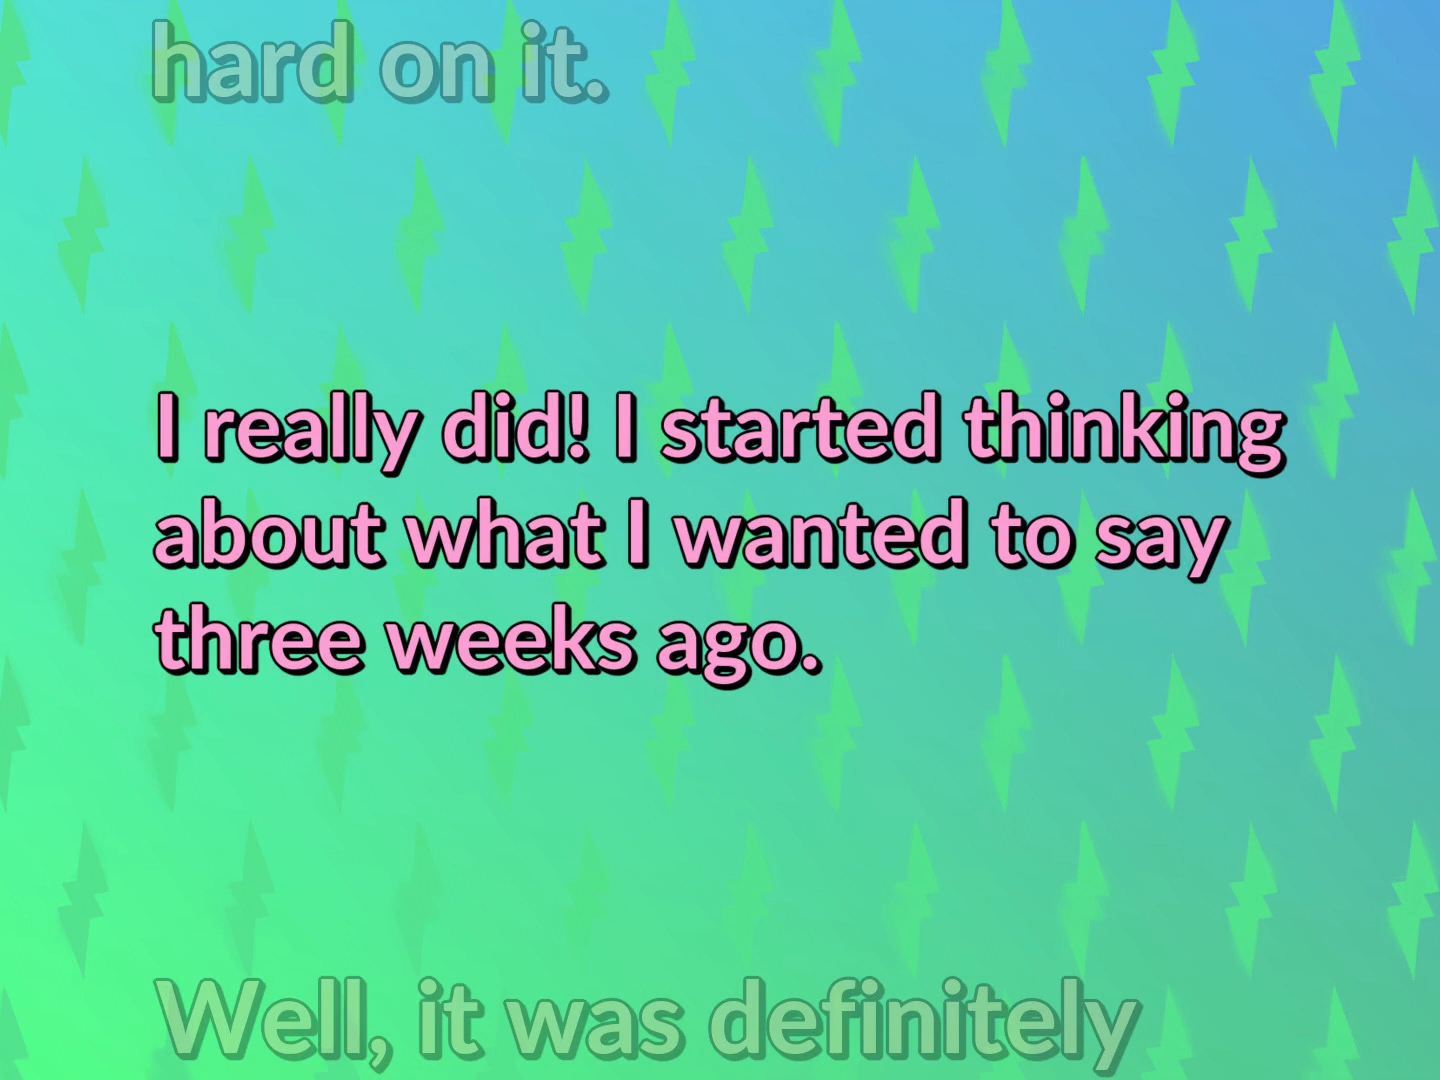 hard on it.
I really did! I started thinking
about what I wanted to say
three weeks ago.
Well, it was definitely